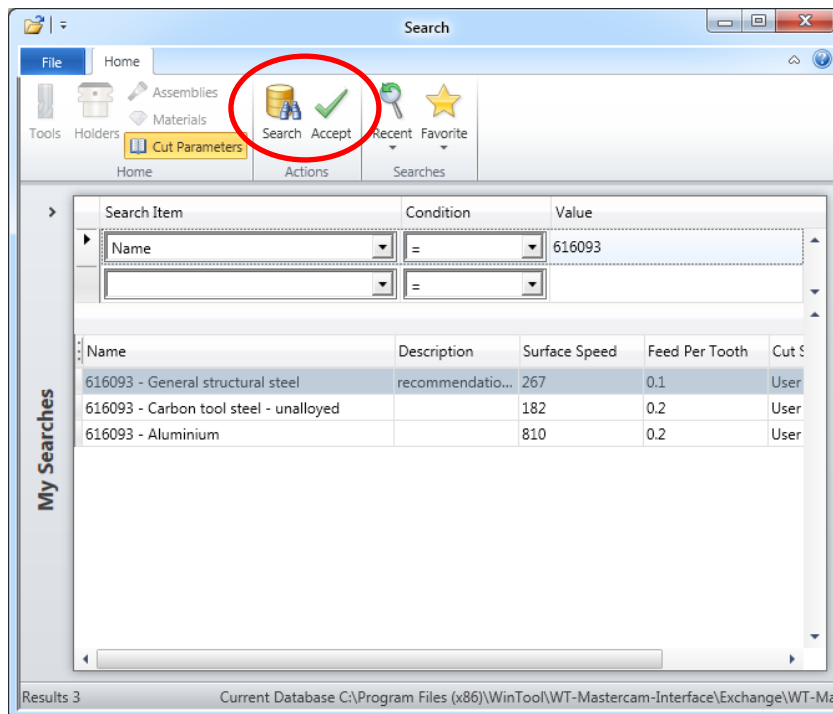 Search
File Home
Assemblies
Materials
Tools Holders Cut Parameters Search Accept Recent Favorite
Home Actions Searches
Search Item Condition Value
Name = 616093
=
Name Description Surface Speed Feed Per Tooth Cut S
616093 - General structural steel recommendatio... 267 0.1 User
616093 - Carbon tool steel - unalloyed 182 0.2 User
616093 - Aluminium 810 0.2 User
My Searches
Results 3 Current Database C:\Program Files (x86)\WinTool\WT-Mastercam-Interface\Exchange\WT-Ma